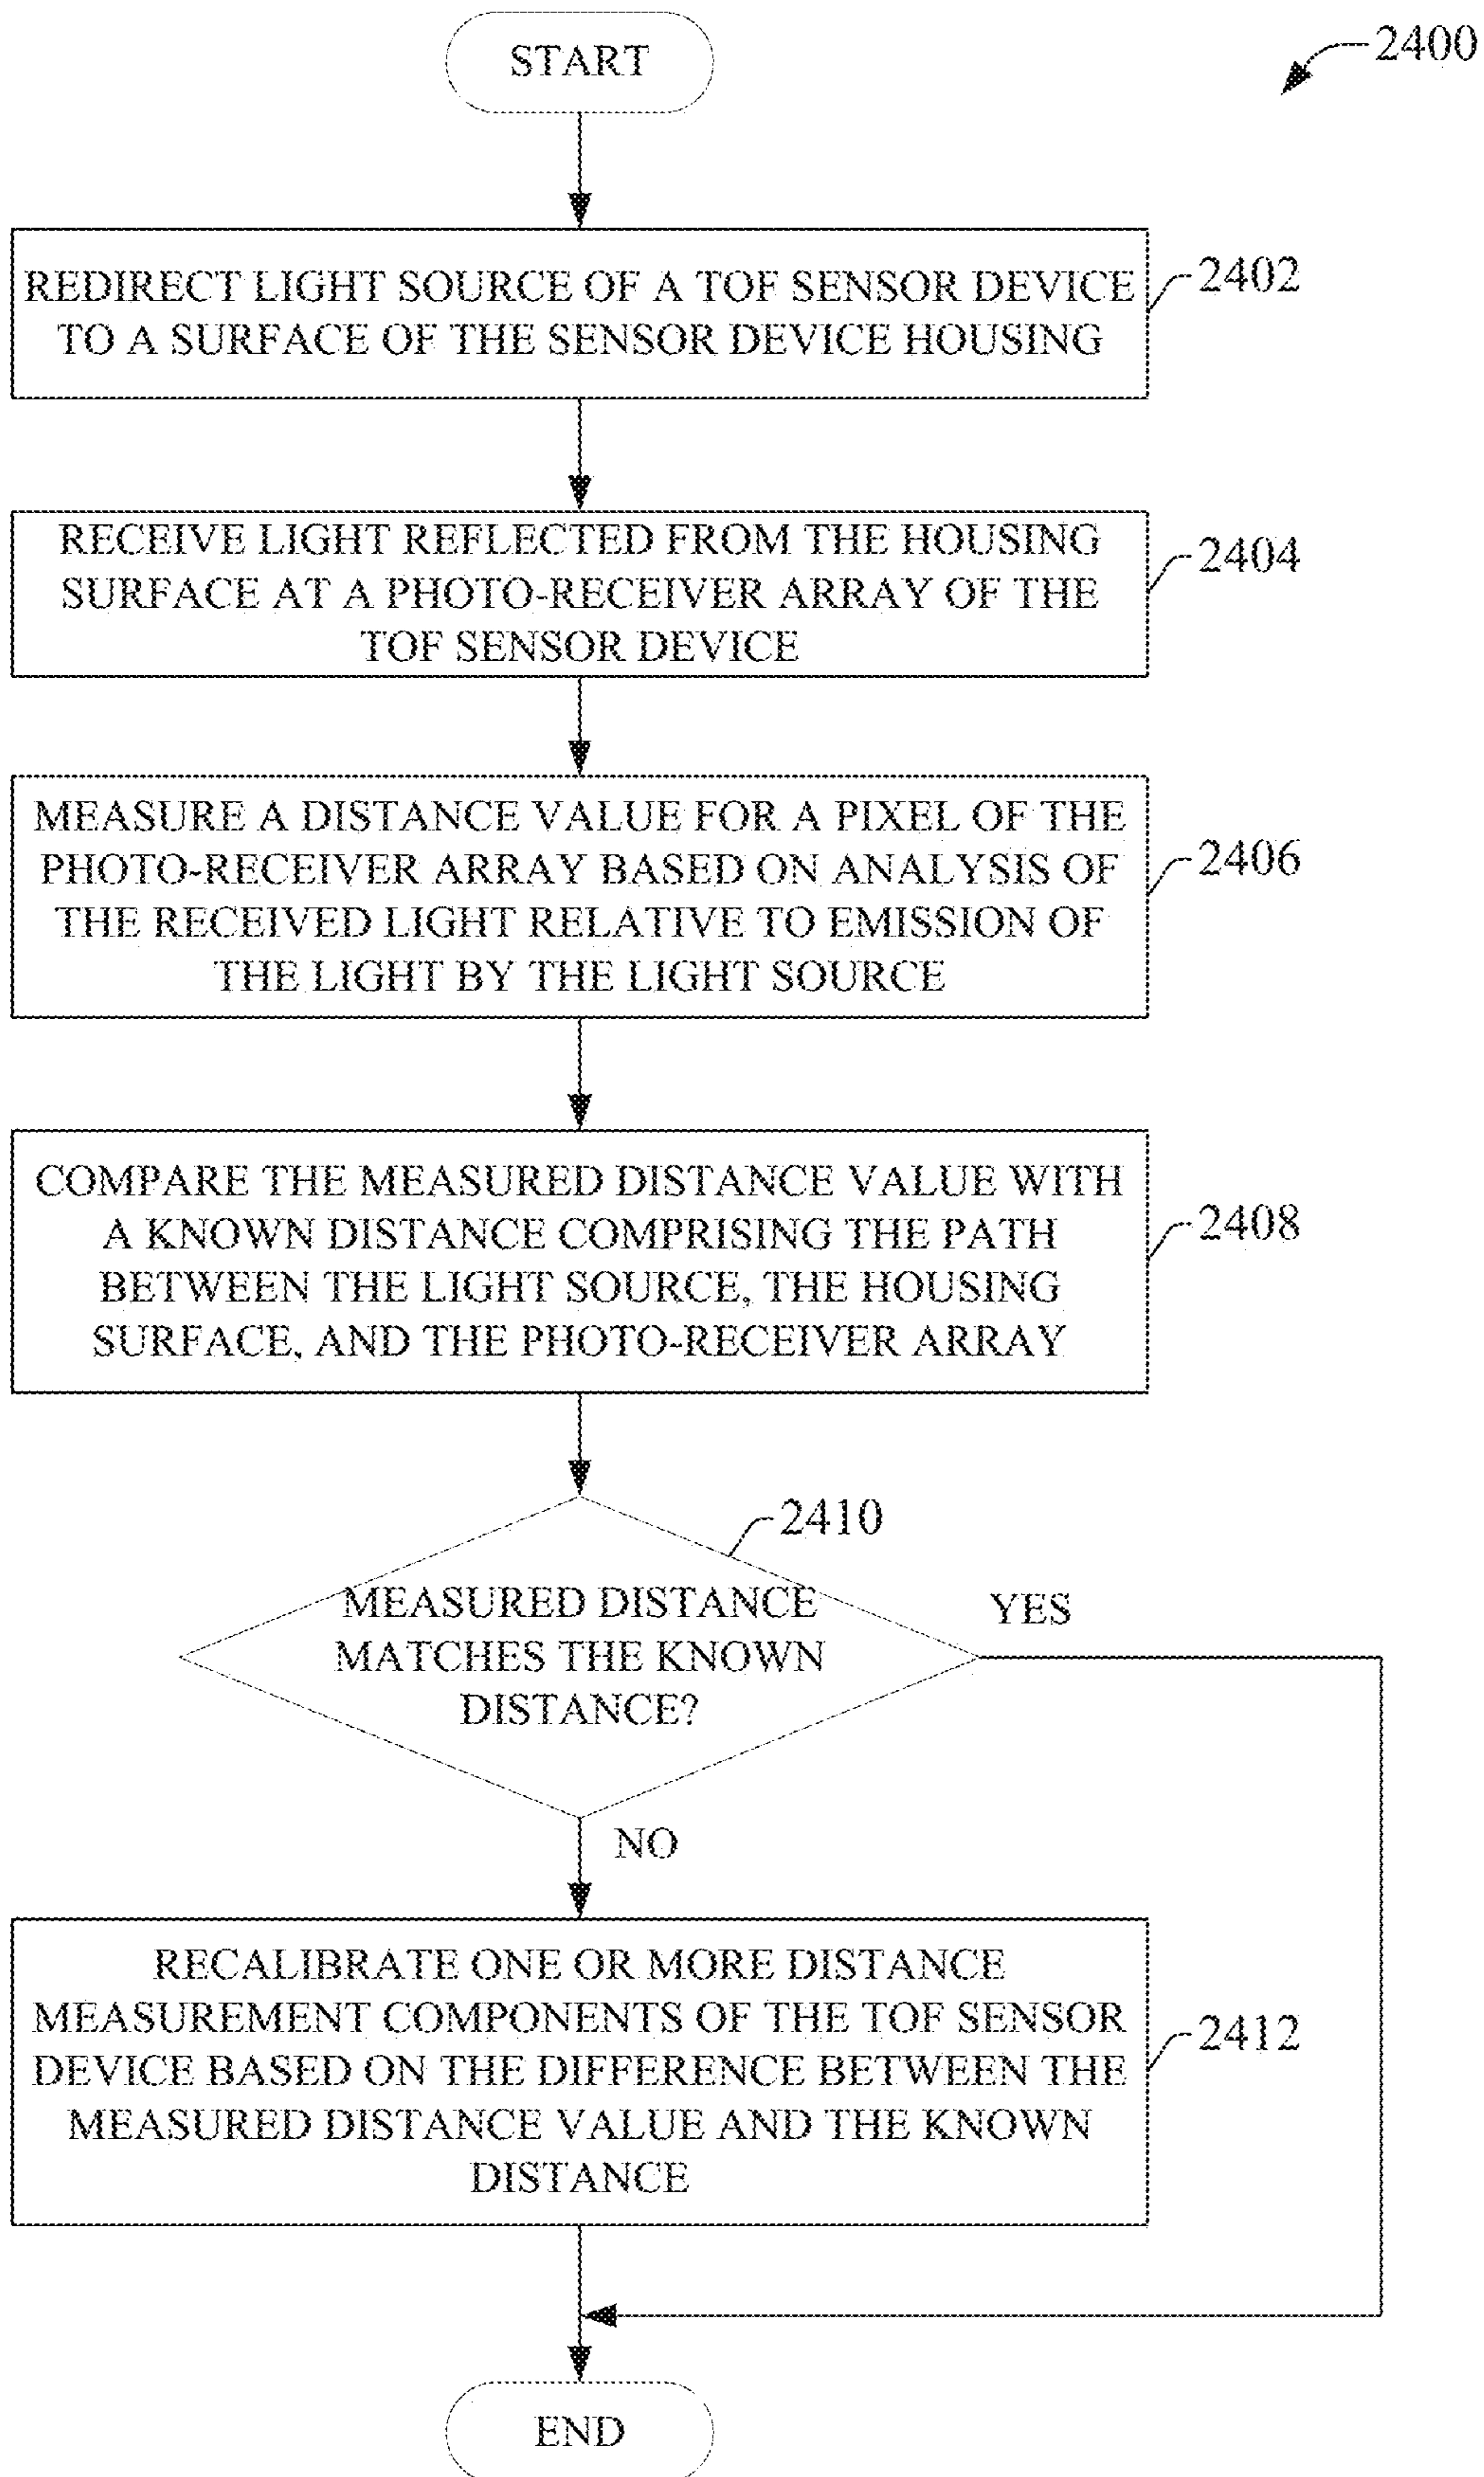 START
2400
REDIRECT LIGHT SOURCE OF A TOF SENSOR DEVICE
TO A SURFACE OF THE SENSOR DEVICE HOUSING
2402
RECEIVE LIGHT REFLECTED FROM THE HOUSING
SURFACE AT A PHOTO-RECEIVER ARRAY OF THE
TOF SENSOR DEVICE
2404
MEASURE A DISTANCE VALUE FOR A PIXEL OF THE
PHOTO-RECEIVER ARRAY BASED ON ANALYSIS OF
THE RECEIVED LIGHT RELATIVE TO EMISSION OF
THE LIGHT BY THE LIGHT SOURCE
2406
COMPARE THE MEASURED DISTANCE VALUE WITH
A KNOWN DISTANCE COMPRISING THE PATH
BETWEEN THE LIGHT SOURCE, THE HOUSING
SURFACE, AND THE PHOTO-RECEIVER ARRAY
2408
2410
MEASURED DISTANCE
MATCHES THE KNOWN
DISTANCE?
YES
NO
RECALIBRATE ONE OR MORE DISTANCE
MEASUREMENT COMPONENTS OF THE TOF SENSOR
DEVICE BASED ON THE DIFFERENCE BETWEEN THE
MEASURED DISTANCE VALUE AND THE KNOWN
DISTANCE
2412
END